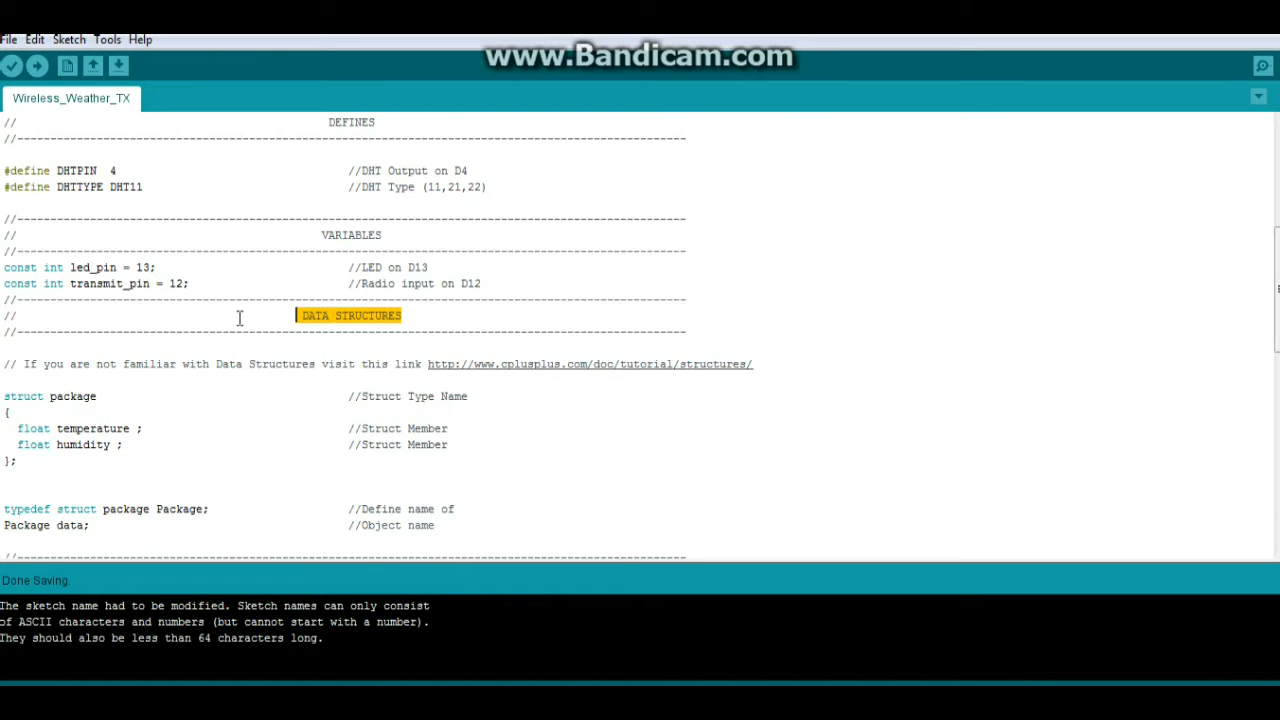 www.Bandicam.com
File Edit Sketch Tools Help
Wireless_Weather_TX
// DEFINES
//-----------------------------------------------------------------------------------------------------
#define DHTPIN 4 //DHT Output on D4
#define DHTTYPE DHT11 //DHT Type (11,21,22)
//-----------------------------------------------------------------------------------------------------
// VARIABLES
//-----------------------------------------------------------------------------------------------------
const int led_pin = 13; //LED on D13
const int transmit_pin = 12; //Radio input on D12
//-----------------------------------------------------------------------------------------------------
// DATA STRUCTURES
//-----------------------------------------------------------------------------------------------------
// If you are not familiar with Data Structures visit this link http://www.cplusplus.com/doc/tutorial/structures/
struct package //Struct Type Name
{
float temperature ; //Struct Member
float humidity ; //Struct Member
};
typedef struct package Package; //Define name of
Package data; //Object name
//-----------------------------------------------------------------------------------------------------
Done Saving.
The sketch name had to be modified. Sketch names can only consist
of ASCII characters and numbers (but cannot start with a number).
They should also be less than 64 characters long.